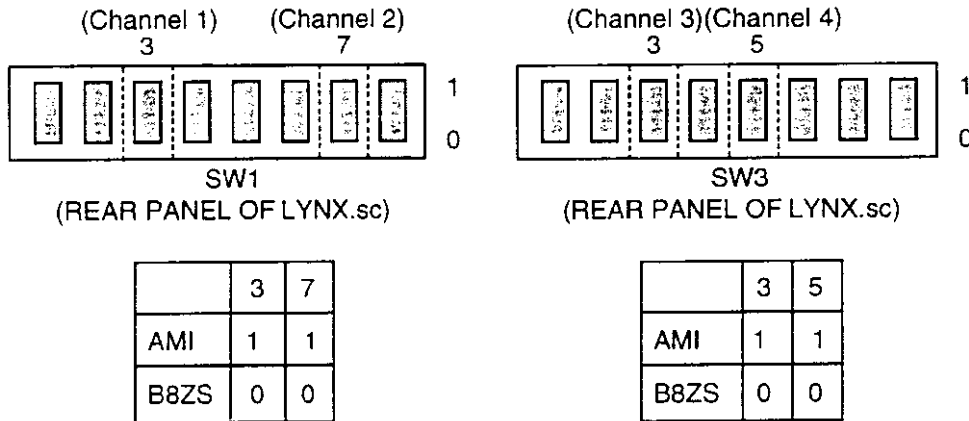 (Channel 1) (Channel 2) (Channel 3)(Channel 4)
3 7 3 5
1 1
0 0
SW1 SW3
(REAR PANEL OF LYNX.sc) (REAR PANEL OF LYNX.sc)
3 7 3 5
AMI 1 1 AMI 1 1
B8ZS 0 0 B8ZS 0 0